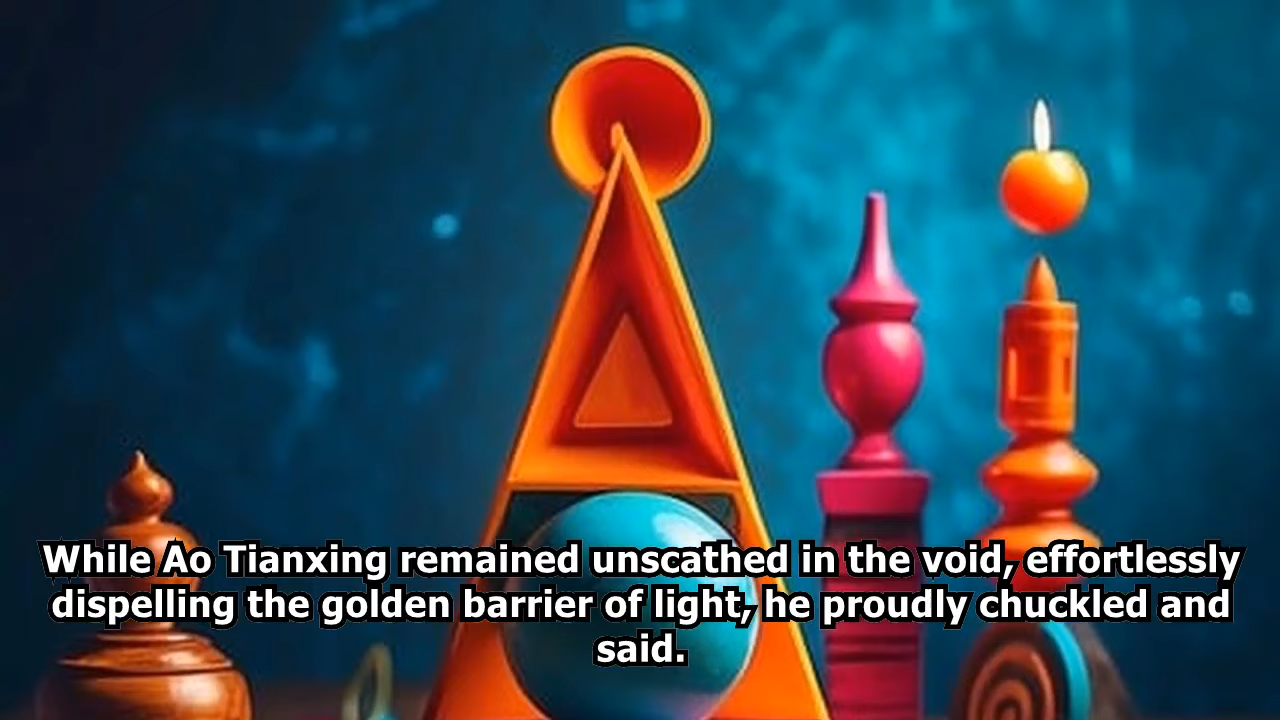 While Ao Tianxing remained unscathed in the void, effortlessly
dispelling the golden barrier of light, he proudly chuckled and
said.